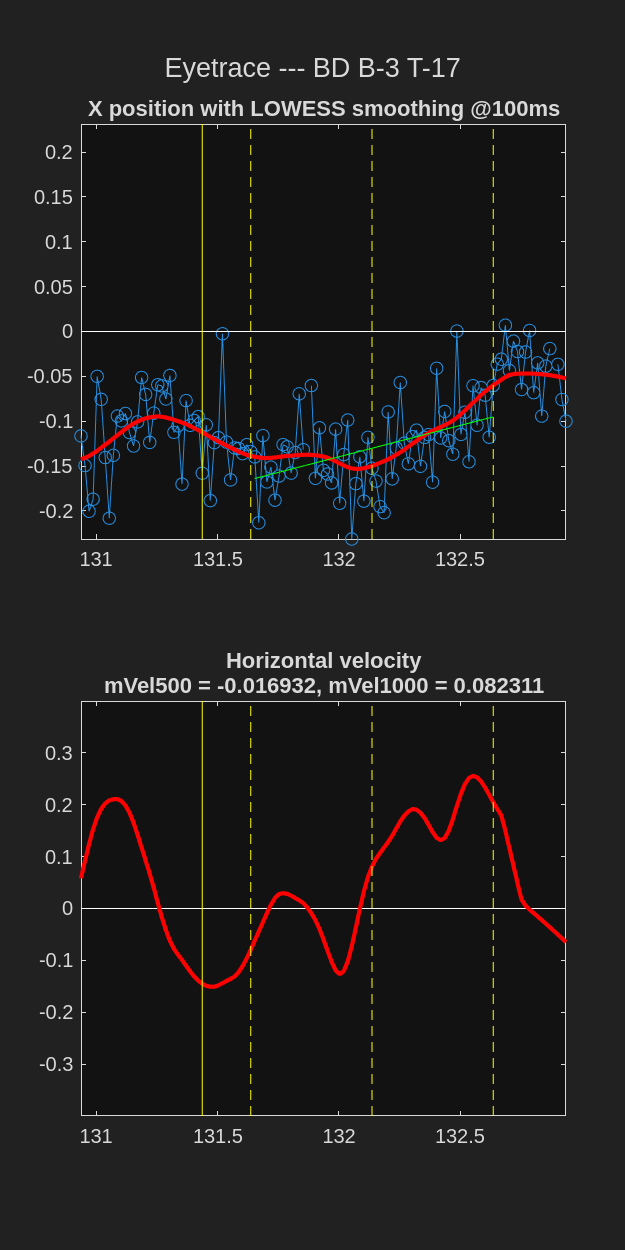 Eyetrace --- BD B-3 T-17
X position with LOWESS smoothing @100ms
0.2
0.15
0.1
0.05
0
-0.05
-0.1
-0.15
-0.2
131 131.5 132 132.5
Horizontal velocity
mVel500 = -0.016932, mVel1000 = 0.082311
0.3
0.2
0.1
0
-0.1
-0.2
-0.3
131 131.5 132 132.5